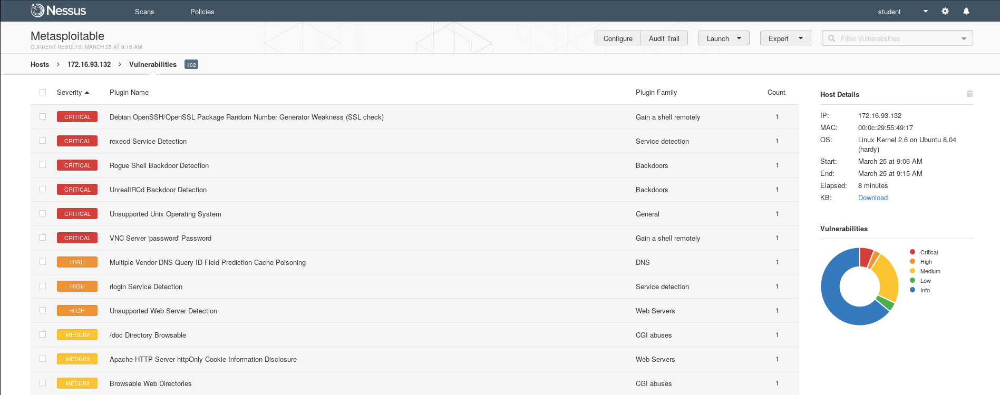 Nessus Scans Policies student
Metasploitable
CURRENT RESULTS: MARCH 25 AT 9:15 AM
Configure Audit Trail Launch Export Filter Vulnerabilities
Hosts > 172.16.93.132 > Vulnerabilities 102
Severity Plugin Name Plugin Family Count
CRITICAL Debian OpenSSH/OpenSSL Package Random Number Generator Weakness (SSL check) Gain a shell remotely 1
CRITICAL rexecd Service Detection Service detection 1
CRITICAL Rogue Shell Backdoor Detection Backdoors 1
CRITICAL UnrealIRCd Backdoor Detection Backdoors 1
CRITICAL Unsupported Unix Operating System General 1
CRITICAL VNC Server 'password' Password Gain a shell remotely 1
HIGH Multiple Vendor DNS Query ID Field Prediction Cache Poisoning DNS 1
HIGH rlogin Service Detection Service detection 1
HIGH Unsupported Web Server Detection Web Servers 1
MEDIUM /doc Directory Browsable CGI abuses 1
MEDIUM Apache HTTP Server httpOnly Cookie Information Disclosure Web Servers 1
MEDIUM Browsable Web Directories CGI abuses 1
Host Details
IP: 172.16.93.132
MAC: 00:0c:29:55:49:17
OS: Linux Kernel 2.6 on Ubuntu 8.04
(hardy)
Start: March 25 at 9:06 AM
End: March 25 at 9:15 AM
Elapsed: 8 minutes
KB: Download
Vulnerabilities
Critical
High
Medium
Low
Info